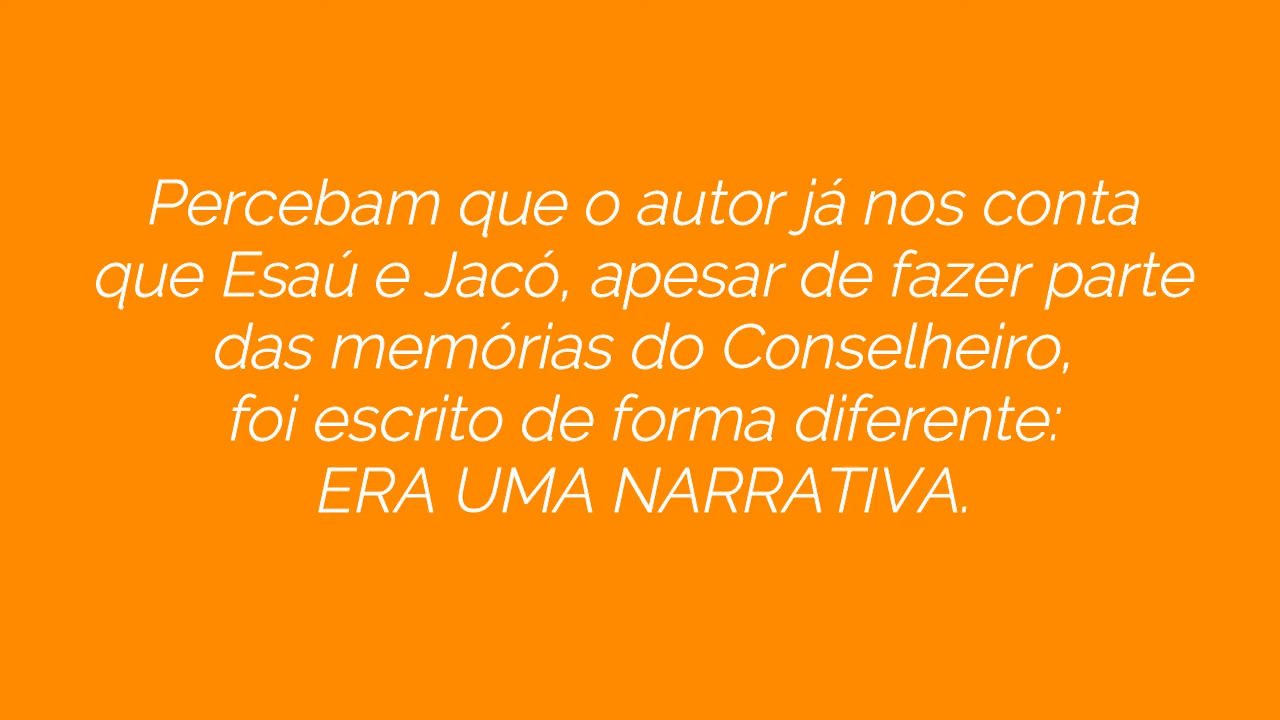 Percebam que o autor já nos conta
que Esaú e Jacó, apesar de fazer parte
das memórias do Conselheiro,
foi escrito de forma diferente:
ERA UMA NARRATIVA.